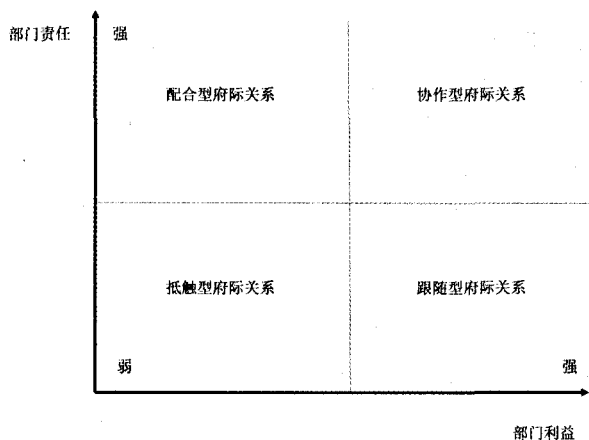 部门责任 强
配合型府际关系 协作型府际关系
抵触型府际关系 跟随型府际关系
弱 强
部门利益